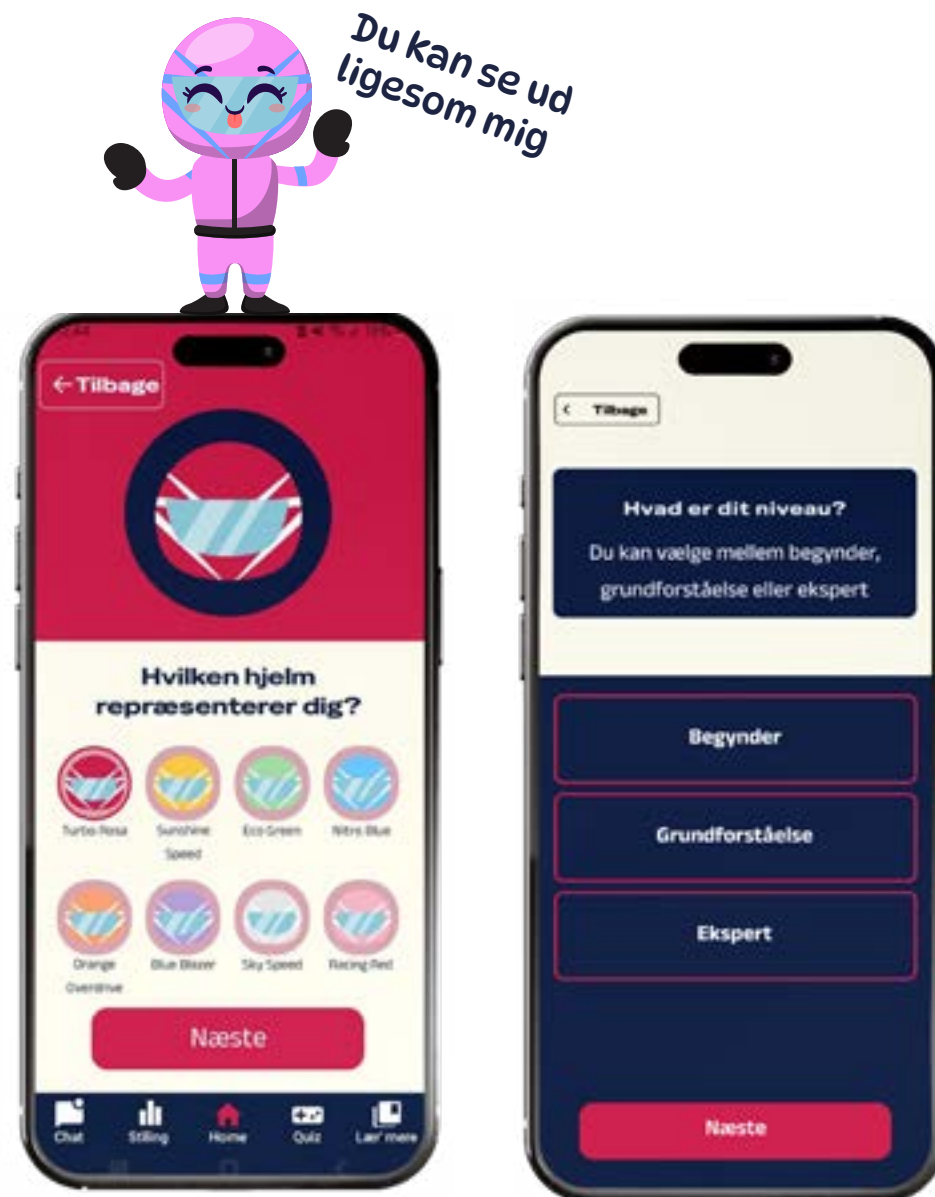 Du kan se ud
ligesom mig
← Tilbage
Hvilken hjelm
repræsenterer dig?
Turbo Rosa
Sunshine
Speed
Eco Green
Nitro Blue
Orange
Overdrive
Blue Blazer
Sky Speed
Racing Red
Næste
Chat
Stilling
Home
Quiz
Lær' mere
< Tilbage
Hvad er dit niveau?
Du kan vælge mellem begynder,
grundforståelse eller ekspert
Begynder
Grundforståelse
Ekspert
Næste